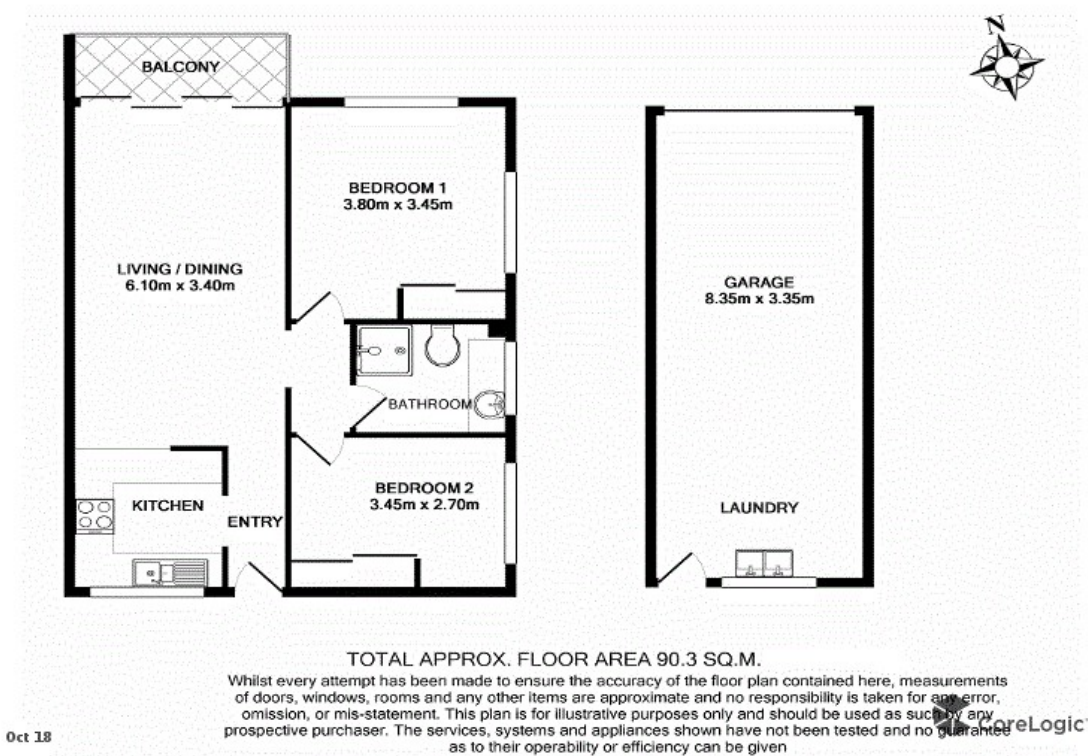 N
BALCONY
BEDROOM 1
3.80m x 3.45m
LIVING / DINING
6.10m x 3.40m
GARAGE
8.35m x 3.35m
BATHROOM
BEDROOM 2
3.45m x 2.70m
KITCHEN
ENTRY
LAUNDRY
TOTAL APPROX. FLOOR AREA 90.3 SQ.M.
Whilst every attempt has been made to ensure the accuracy of the floor plan contained here, measurements
of doors, windows, rooms and any other items are approximate and no responsibility is taken for any error,
omission, or mis-statement. This plan is for illustrative purposes only and should be used as such by any
prospective purchaser. The services, systems and appliances shown have not been tested and no guarantee
as to their operability or efficiency can be given
Oct 18
CoreLogic